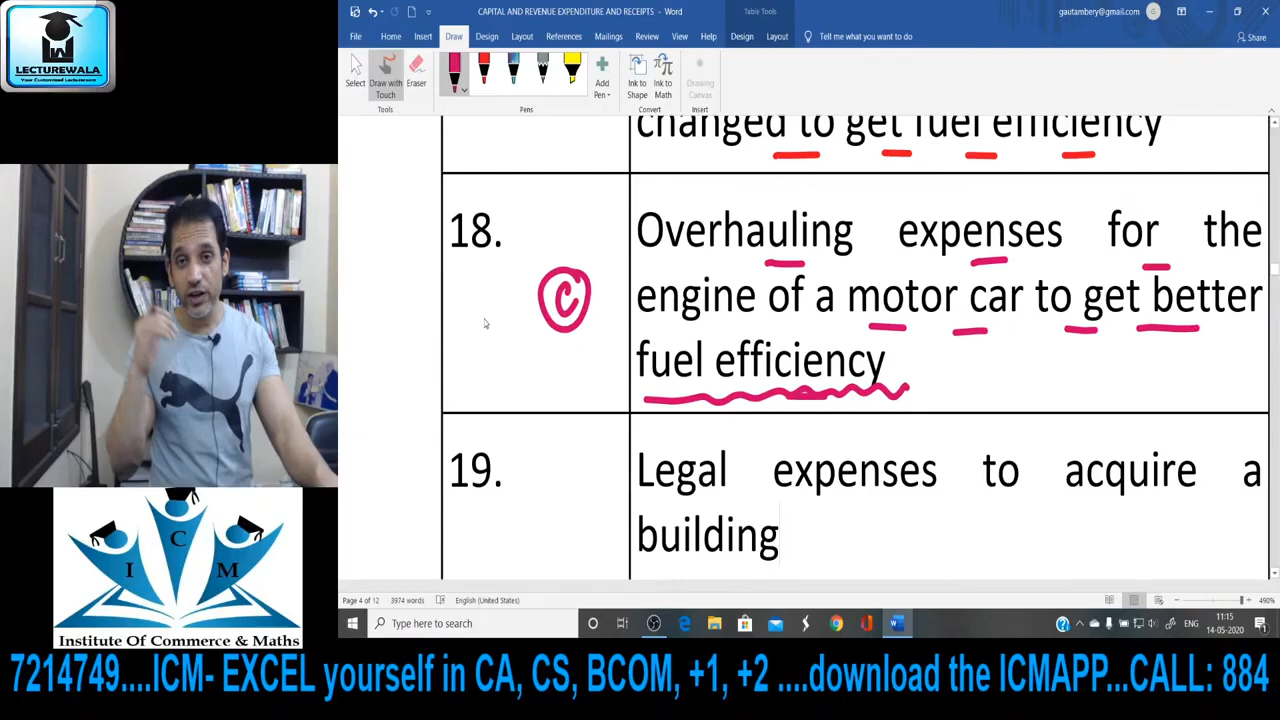 LECTUREWALA
CAPITAL AND REVENUE EXPENDITURE AND RECEIPTS - Word
Table Tools
gautambery@gmail.com
G
File Home Insert Draw Design Layout References Mailings Review View Help Design Layout Tell me what you want to do
Share
Select
Draw with Touch
Eraser
Add Pen
Ink to Shape
Ink to Math
Drawing Canvas
Tools
Pens
Convert
Insert
changed to get fuel efficiency
18.
C
Overhauling expenses for the
engine of a motor car to get better
fuel efficiency
19.
Legal expenses to acquire a
building
I C M
Institute Of Commerce & Maths
Page 4 of 12 3974 words English (United States)
490%
Type here to search
ENG
11:15
14-05-2020
7214749....ICM- EXCEL yourself in CA, CS, BCOM, +1, +2 ....download the ICMAPP...CALL: 884